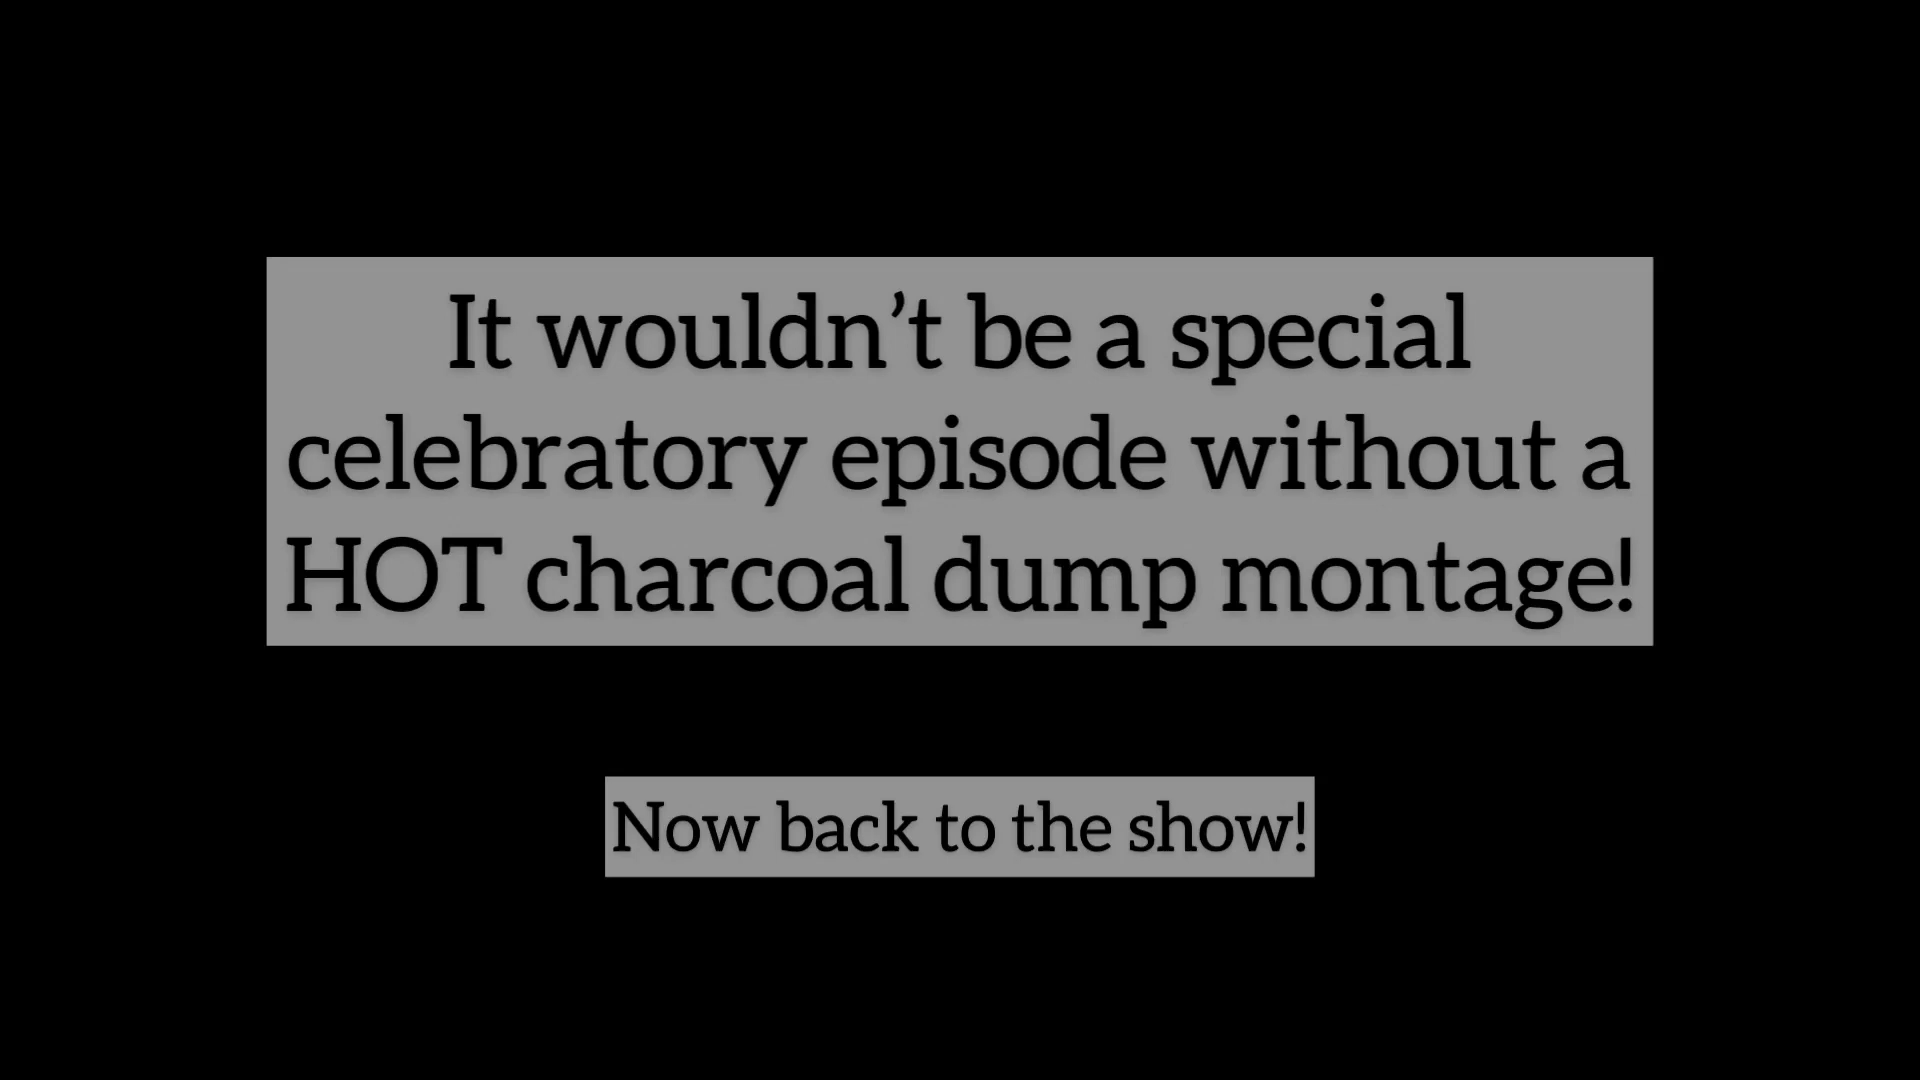 It wouldn’t be a special
celebratory episode without a
HOT charcoal dump montage!
Now back to the show!